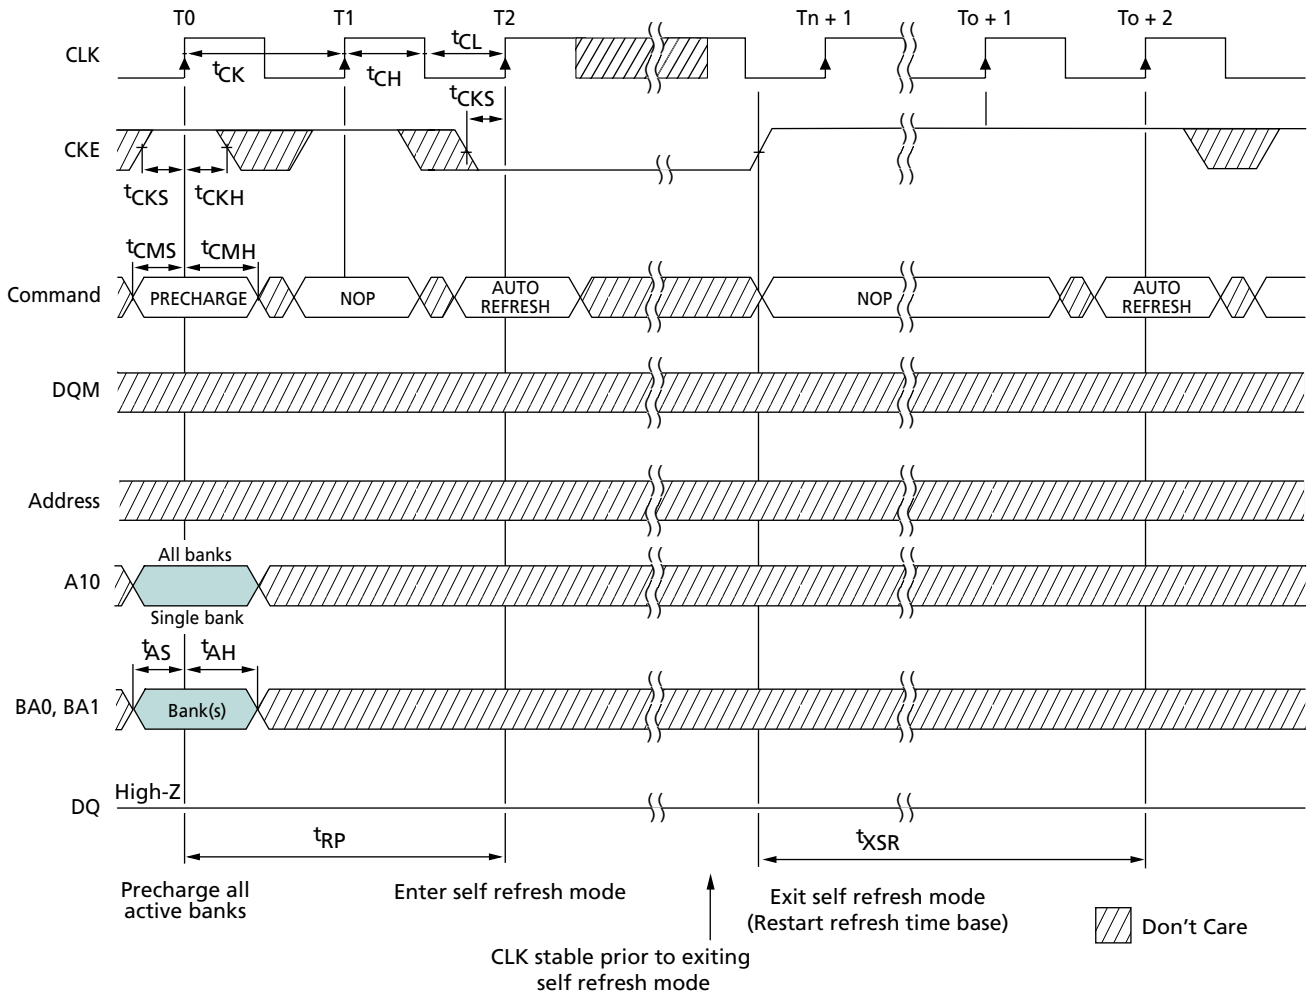 T0 T1 T2 Tn + 1 To + 1 To + 2
CLK
tCK tCH tCL
tCKS
CKE
tCKS tCKH
tCMS tCMH
Command PRECHARGE NOP AUTO REFRESH NOP AUTO REFRESH
DQM
Address
All banks
A10
Single bank
tAS tAH
BA0, BA1 Bank(s)
High-Z
DQ
tRP tXSR
Precharge all
active banks
Enter self refresh mode
CLK stable prior to exiting
self refresh mode
Exit self refresh mode
(Restart refresh time base)
Don't Care